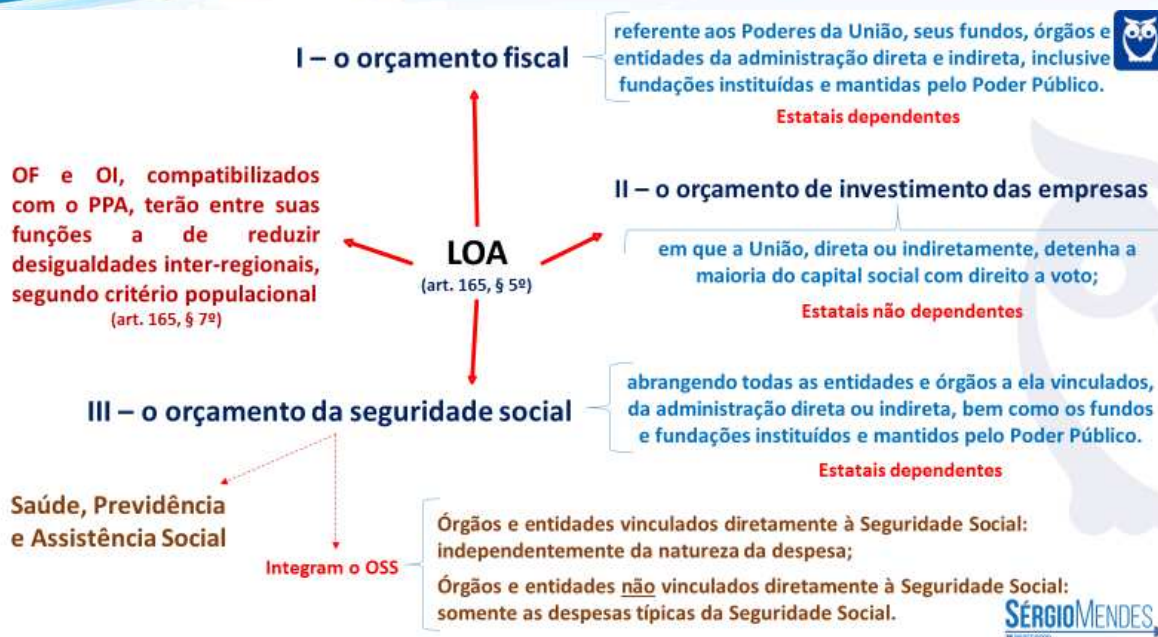 I – o orçamento fiscal
referente aos Poderes da União, seus fundos, órgãos e
entidades da administração direta e indireta, inclusive
fundações instituídas e mantidas pelo Poder Público.
Estatais dependentes
OF e OI, compatibilizados
com o PPA, terão entre suas
funções a de reduzir
desigualdades inter-regionais,
segundo critério populacional
(art. 165, § 7º)
LOA
(art. 165, § 5º)
II – o orçamento de investimento das empresas
em que a União, direta ou indiretamente, detenha a
maioria do capital social com direito a voto;
Estatais não dependentes
III – o orçamento da seguridade social
abrangendo todas as entidades e órgãos a ela vinculados,
da administração direta ou indireta, bem como os fundos
e fundações instituídos e mantidos pelo Poder Público.
Estatais dependentes
Saúde, Previdência
e Assistência Social
Integram o OSS
Órgãos e entidades vinculados diretamente à Seguridade Social:
independentemente da natureza da despesa;
Órgãos e entidades não vinculados diretamente à Seguridade Social:
somente as despesas típicas da Seguridade Social.
SÉRGIOMENDES